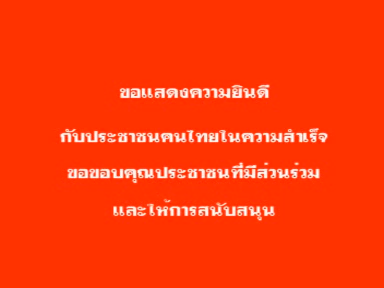 ขอแสดงความยินดี
กับประชาชนคนไทยในความสำเร็จ
ขอขอบคุณประชาชนที่มีส่วนร่วม
และให้การสนับสนุน